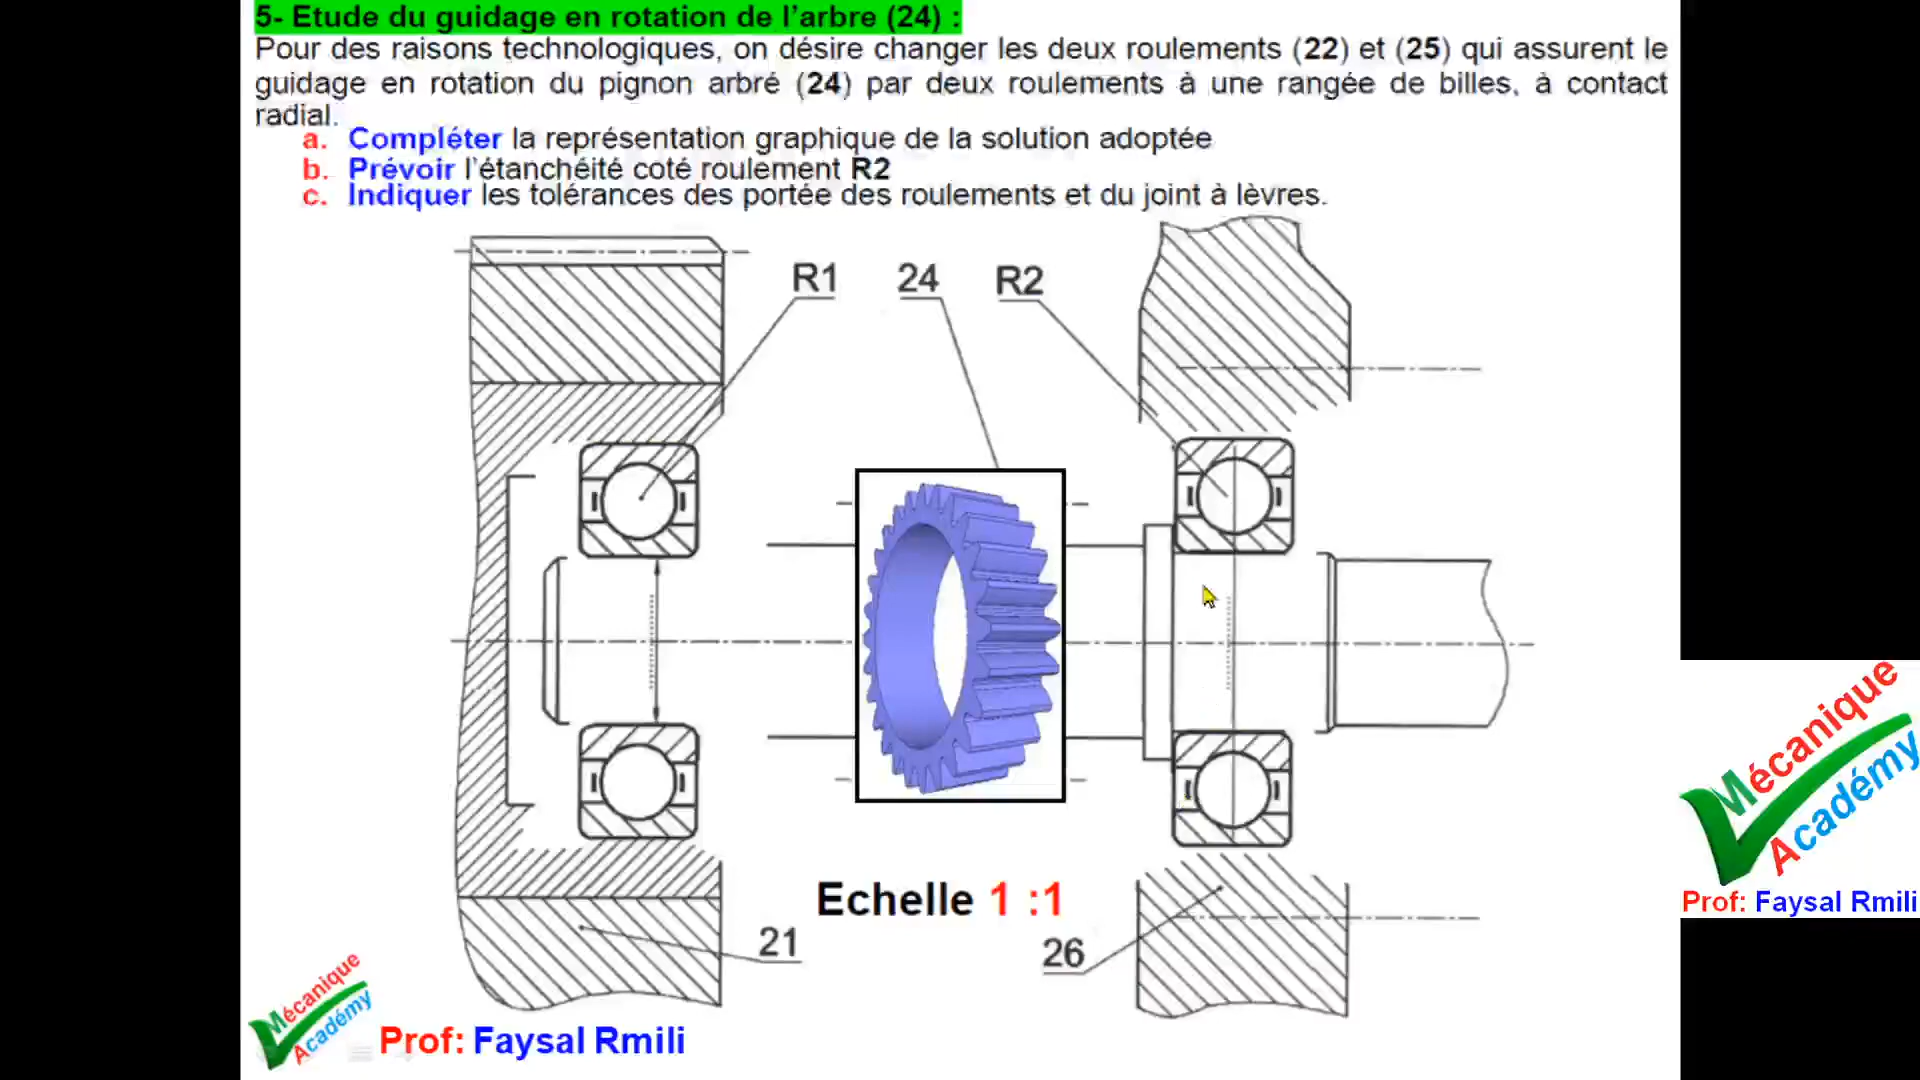 5- Etude du guidage en rotation de l'arbre (24) :
Pour des raisons technologiques, on désire changer les deux roulements (22) et (25) qui assurent le
guidage en rotation du pignon arbré (24) par deux roulements à une rangée de billes, à contact
radial.
a. Compléter la représentation graphique de la solution adoptée
b. Prévoir l'étanchéité coté roulement R2
c. Indiquer les tolérances des portée des roulements et du joint à lèvres.
R1
24
R2
Echelle 1 :1
21
26
Mécanique
Académy
Prof: Faysal Rmili
Mécanique
Académy
Prof: Faysal Rmili